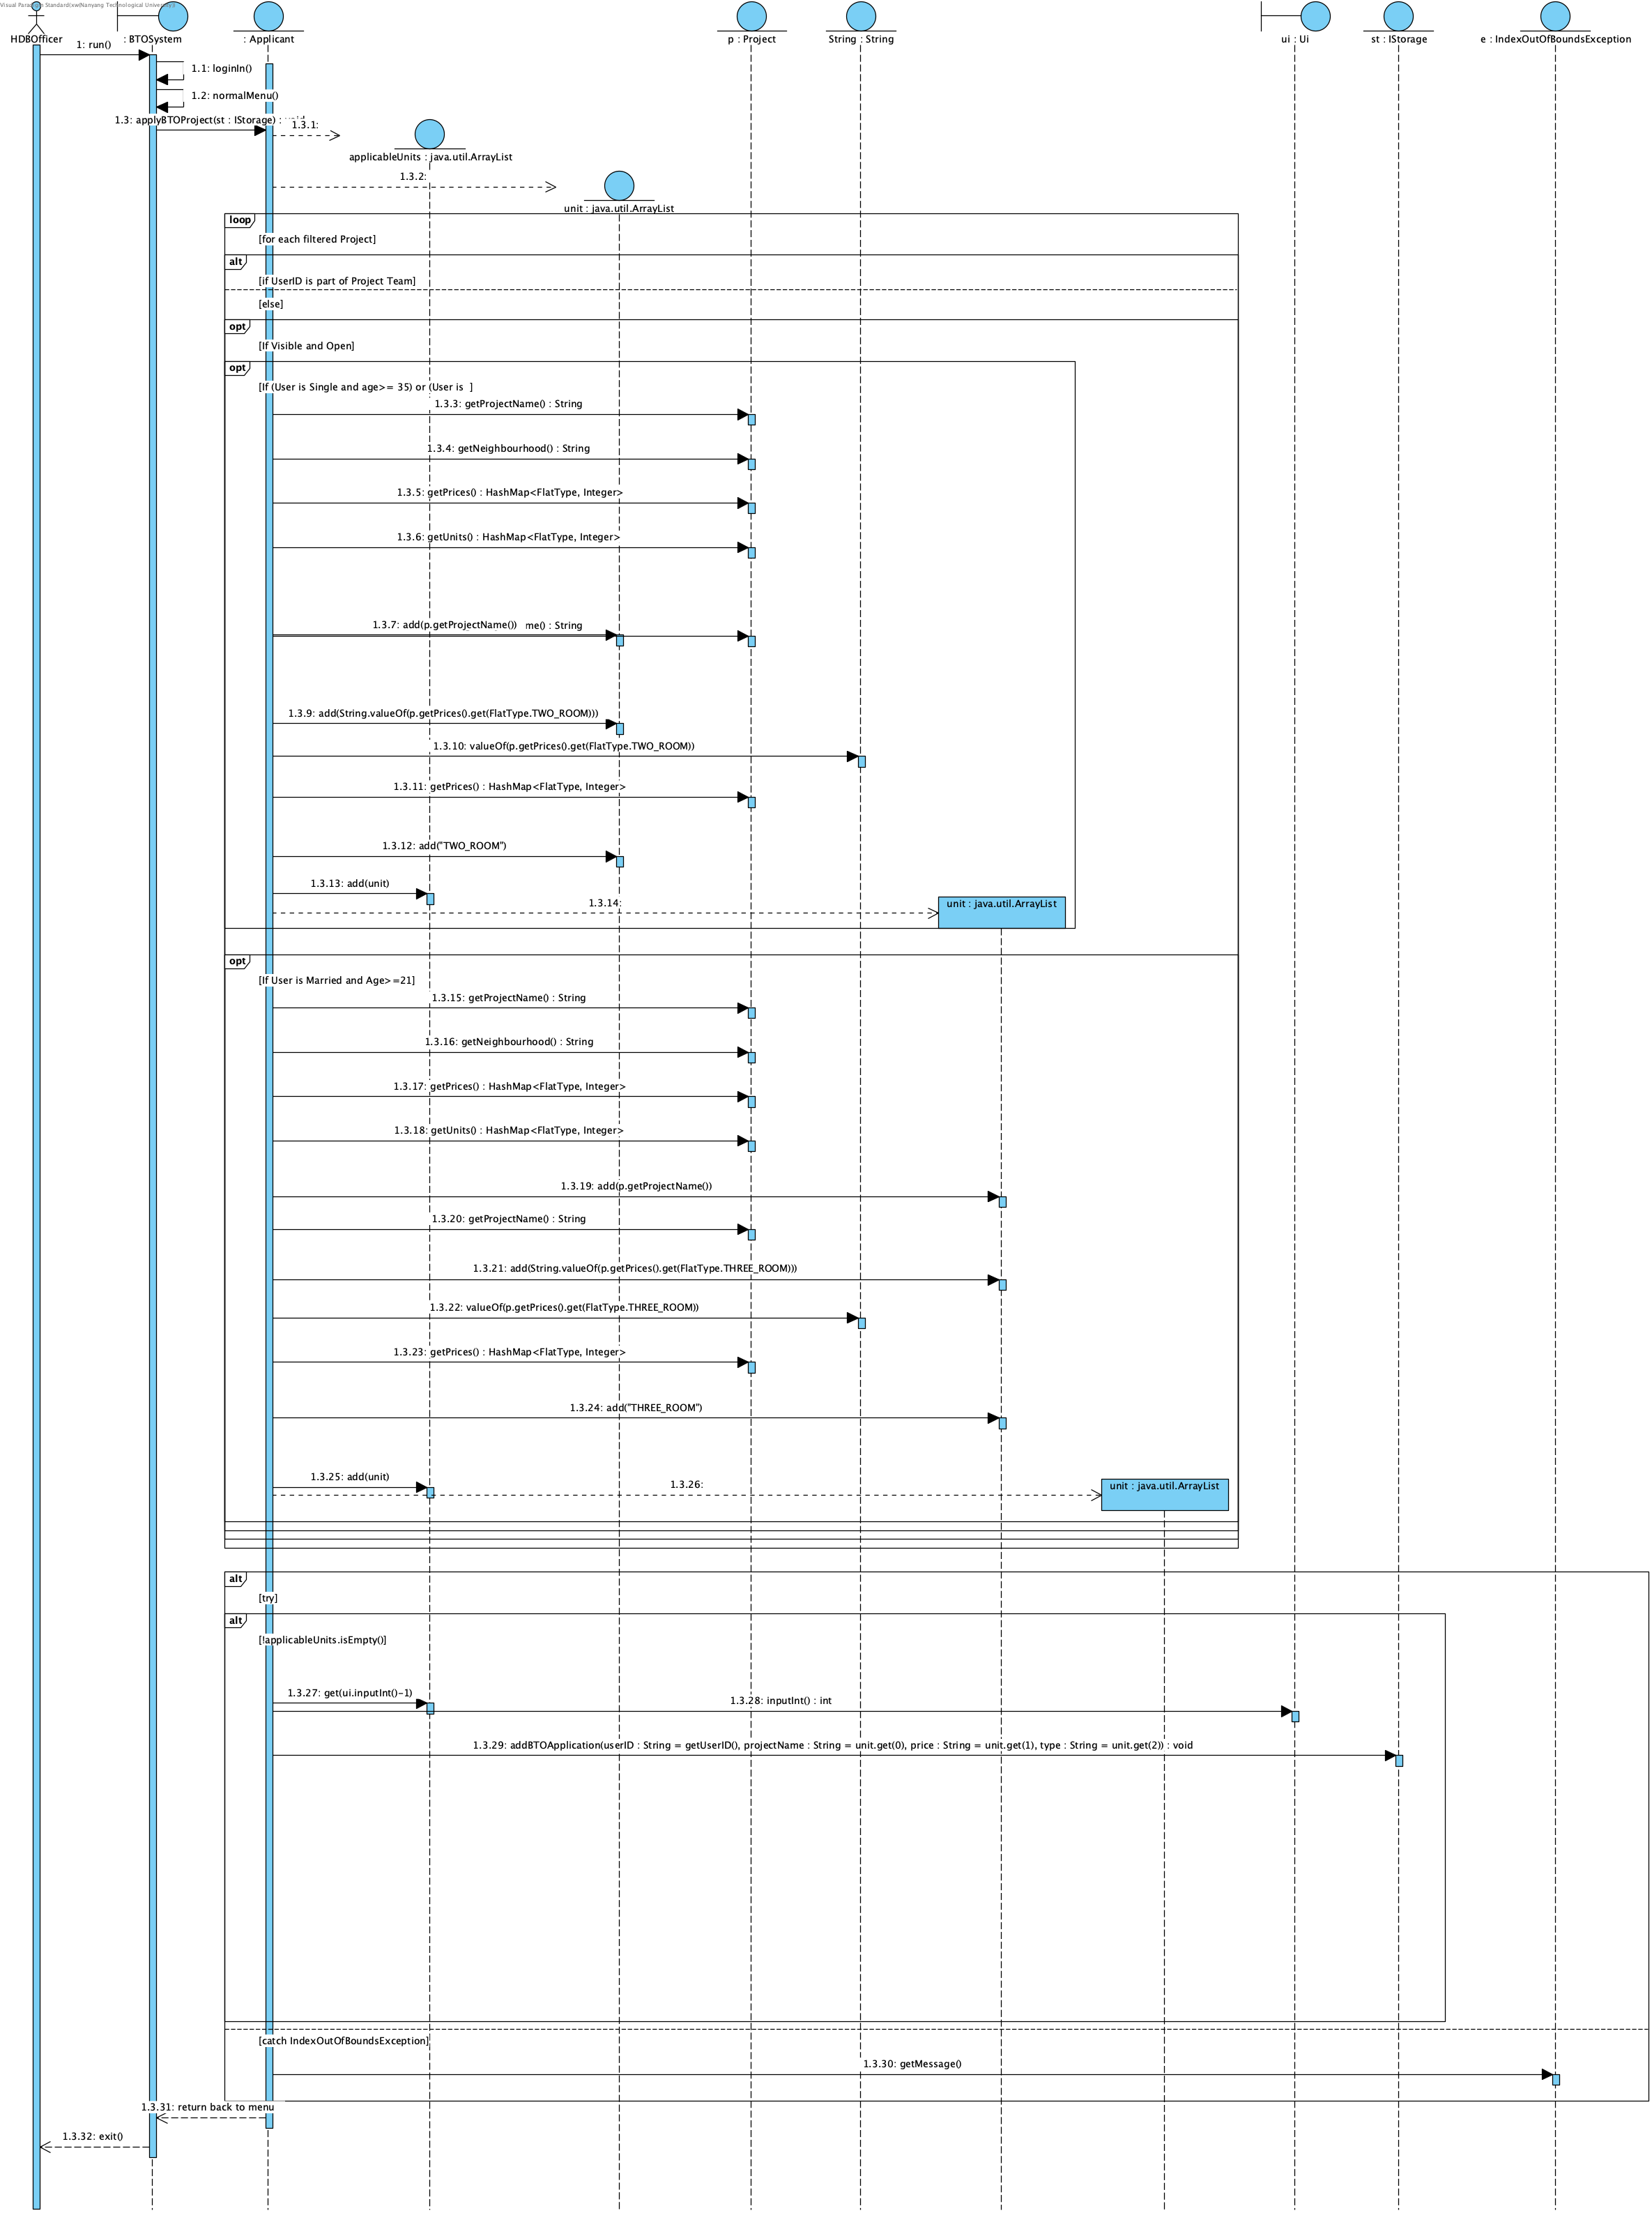 Visual Paradigm Standard(sxw(Nanyang Technological University))
HDBOfficer
: BTOSystem
: Applicant
p : Project
String : String
ui : Ui
st : IStorage
e : IndexOutOfBoundsException
1: run()
1.1: loginIn()
1.2: normalMenu()
1.3: applyBTOProject(st : IStorage) :
1.3.1:
applicableUnits : java.util.ArrayList
1.3.2:
unit : java.util.ArrayList
loop
[for each filtered Project]
alt
[if UserID is part of Project Team]
[else]
opt
[If Visible and Open]
opt
[If (User is Single and age>= 35) or (User is ]
1.3.3: getProjectName() : String
1.3.4: getNeighbourhood() : String
1.3.5: getPrices() : HashMap<FlatType, Integer>
1.3.6: getUnits() : HashMap<FlatType, Integer>
1.3.7: add(p.getProjectName()) me() : String
1.3.9: add(String.valueOf(p.getPrices().get(FlatType.TWO_ROOM)))
1.3.10: valueOf(p.getPrices().get(FlatType.TWO_ROOM))
1.3.11: getPrices() : HashMap<FlatType, Integer>
1.3.12: add("TWO_ROOM")
1.3.13: add(unit)
1.3.14:
unit : java.util.ArrayList
opt
[If User is Married and Age>=21]
1.3.15: getProjectName() : String
1.3.16: getNeighbourhood() : String
1.3.17: getPrices() : HashMap<FlatType, Integer>
1.3.18: getUnits() : HashMap<FlatType, Integer>
1.3.19: add(p.getProjectName())
1.3.20: getProjectName() : String
1.3.21: add(String.valueOf(p.getPrices().get(FlatType.THREE_ROOM)))
1.3.22: valueOf(p.getPrices().get(FlatType.THREE_ROOM))
1.3.23: getPrices() : HashMap<FlatType, Integer>
1.3.24: add("THREE_ROOM")
1.3.25: add(unit)
1.3.26:
unit : java.util.ArrayList
alt
[try]
alt
[!applicableUnits.isEmpty()]
1.3.27: get(ui.inputInt()-1)
1.3.28: inputInt() : int
1.3.29: addBTOApplication(userID : String = getUserID(), projectName : String = unit.get(0), price : String = unit.get(1), type : String = unit.get(2)) : void
[catch IndexOutOfBoundsException]
1.3.30: getMessage()
1.3.31: return back to menu
1.3.32: exit()